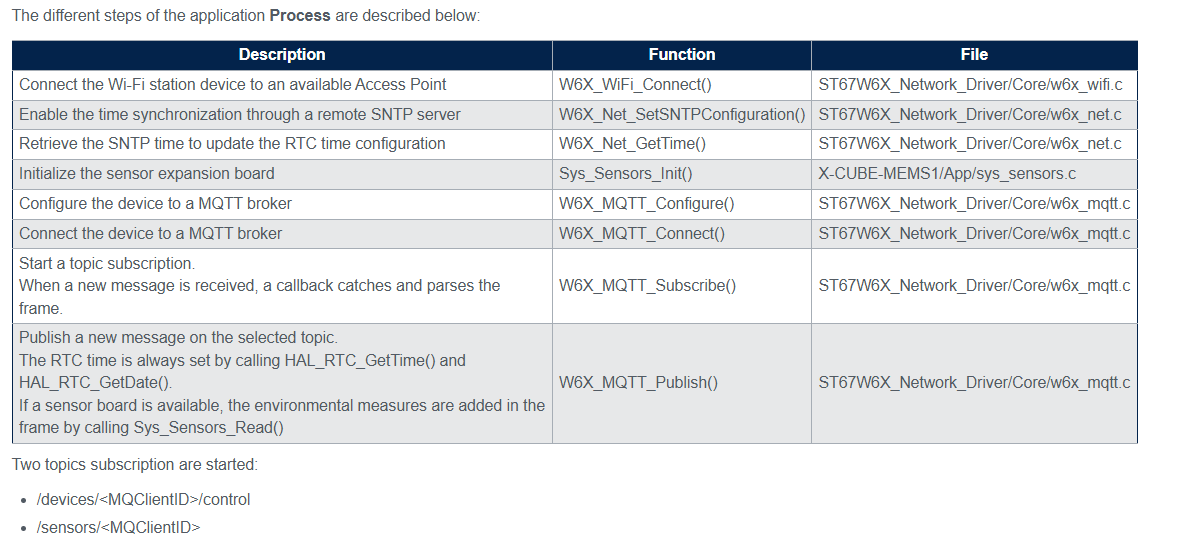 The different steps of the application Process are described below:
Description Function File
Connect the Wi-Fi station device to an available Access Point W6X_WiFi_Connect() ST67W6X_Network_Driver/Core/w6x_wifi.c
Enable the time synchronization through a remote SNTP server W6X_Net_SetSNTPConfiguration() ST67W6X_Network_Driver/Core/w6x_net.c
Retrieve the SNTP time to update the RTC time configuration W6X_Net_GetTime() ST67W6X_Network_Driver/Core/w6x_net.c
Initialize the sensor expansion board Sys_Sensors_Init() X-CUBE-MEMS1/App/sys_sensors.c
Configure the device to a MQTT broker W6X_MQTT_Configure() ST67W6X_Network_Driver/Core/w6x_mqtt.c
Connect the device to a MQTT broker W6X_MQTT_Connect() ST67W6X_Network_Driver/Core/w6x_mqtt.c
Start a topic subscription.
When a new message is received, a callback catches and parses the
frame.
W6X_MQTT_Subscribe() ST67W6X_Network_Driver/Core/w6x_mqtt.c
Publish a new message on the selected topic.
The RTC time is always set by calling HAL_RTC_GetTime() and
HAL_RTC_GetDate().
If a sensor board is available, the environmental measures are added in the
frame by calling Sys_Sensors_Read()
W6X_MQTT_Publish() ST67W6X_Network_Driver/Core/w6x_mqtt.c
Two topics subscription are started:
• /devices/<MQClientID>/control
• /sensors/<MQClientID>